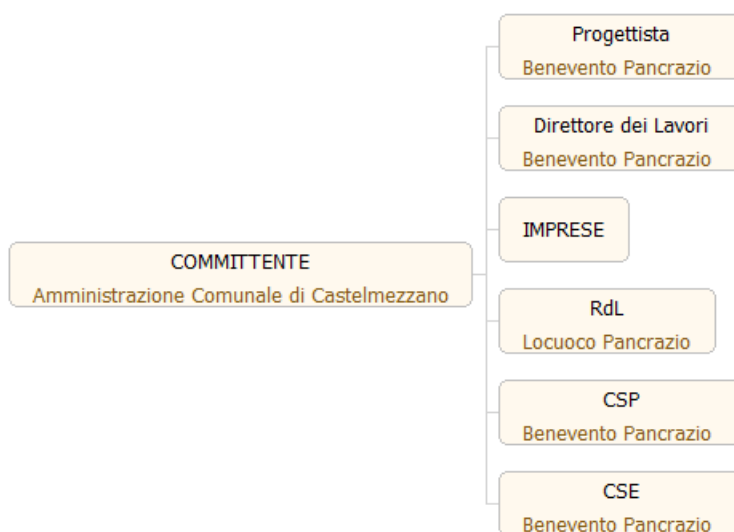 COMMITTENTE
Amministrazione Comunale di Castelmezzano
Progettista
Benevento Pancrazio
Direttore dei Lavori
Benevento Pancrazio
IMPRESE
RdL
Locuoco Pancrazio
CSP
Benevento Pancrazio
CSE
Benevento Pancrazio